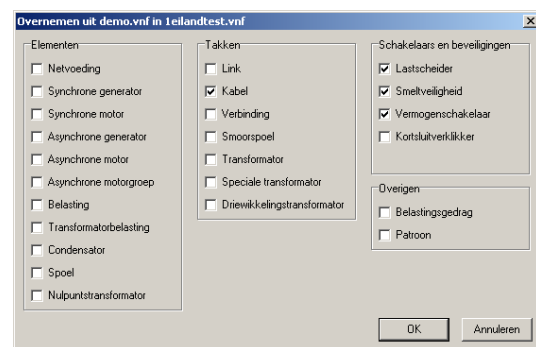 Overnemen uit demo.vnf in 1eilandtest.vnf
Elementen
Netvoeding
Synchrone generator
Synchrone motor
Asynchrone generator
Asynchrone motor
Asynchrone motorgroep
Belasting
Transformatorbelasting
Condensator
Spoel
Nulpuntstransformator
Takken
Link
Kabel
Verbinding
Smoorspoel
Transformator
Speciale transformator
Driewikkelingstransformator
Schakelaars en beveiligingen
Lastscheider
Smeltveiligheid
Vermogenschakelaar
Kortsluitverklikker
Overigen
Belastingsgedrag
Patroon
OK
Annuleren